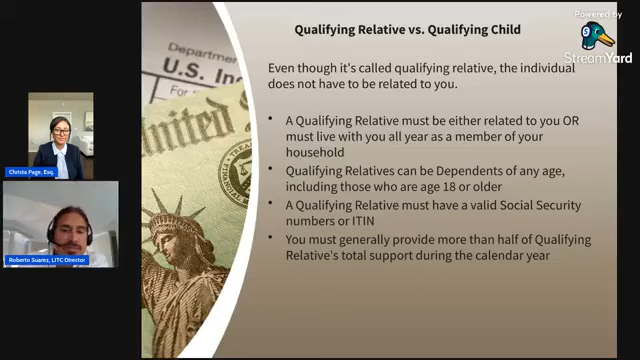 Powered by
StreamYard
Qualifying Relative vs. Qualifying Child
Even though it's called qualifying relative, the individual
does not have to be related to you.
• A Qualifying Relative must be either related to you OR
must live with you all year as a member of your
household
• Qualifying Relatives can be Dependents of any age,
including those who are age 18 or older
• A Qualifying Relative must have a valid Social Security
numbers or ITIN
• You must generally provide more than half of Qualifying
Relative's total support during the calendar year
Departm
U.S. In
For
United
Christa Page, Esq.
Roberto Suarez, LITC Director